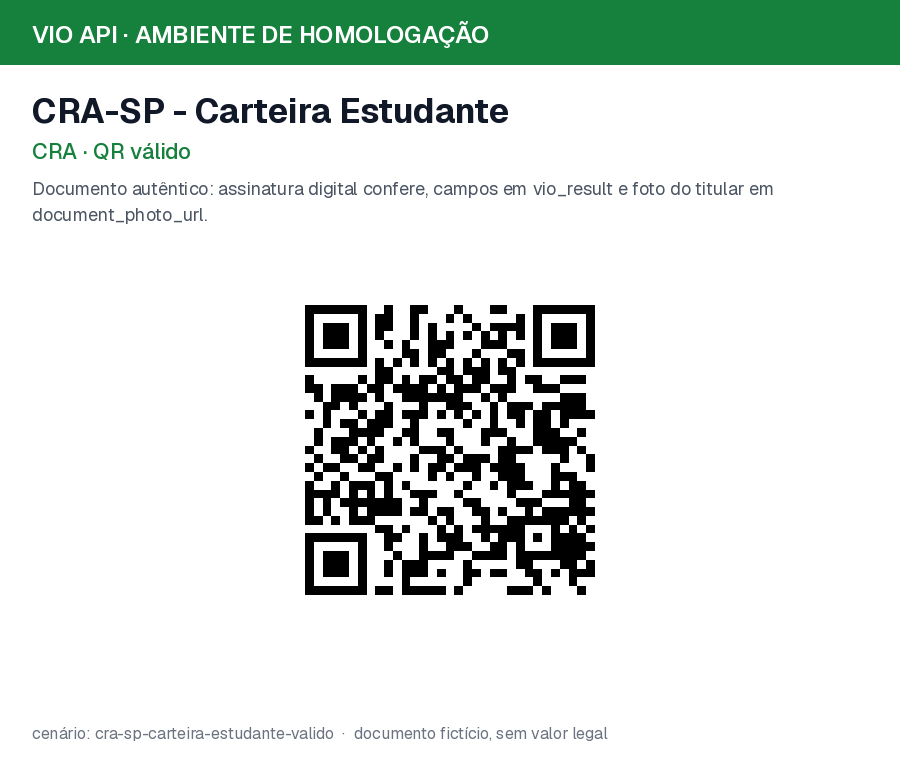 VIO API · AMBIENTE DE HOMOLOGAÇÃO
CRA-SP - Carteira Estudante
CRA · QR válido
Documento autêntico: assinatura digital confere, campos em vio_result e foto do titular em
document_photo_url.
cenário: cra-sp-carteira-estudante-valido · documento fictício, sem valor legal